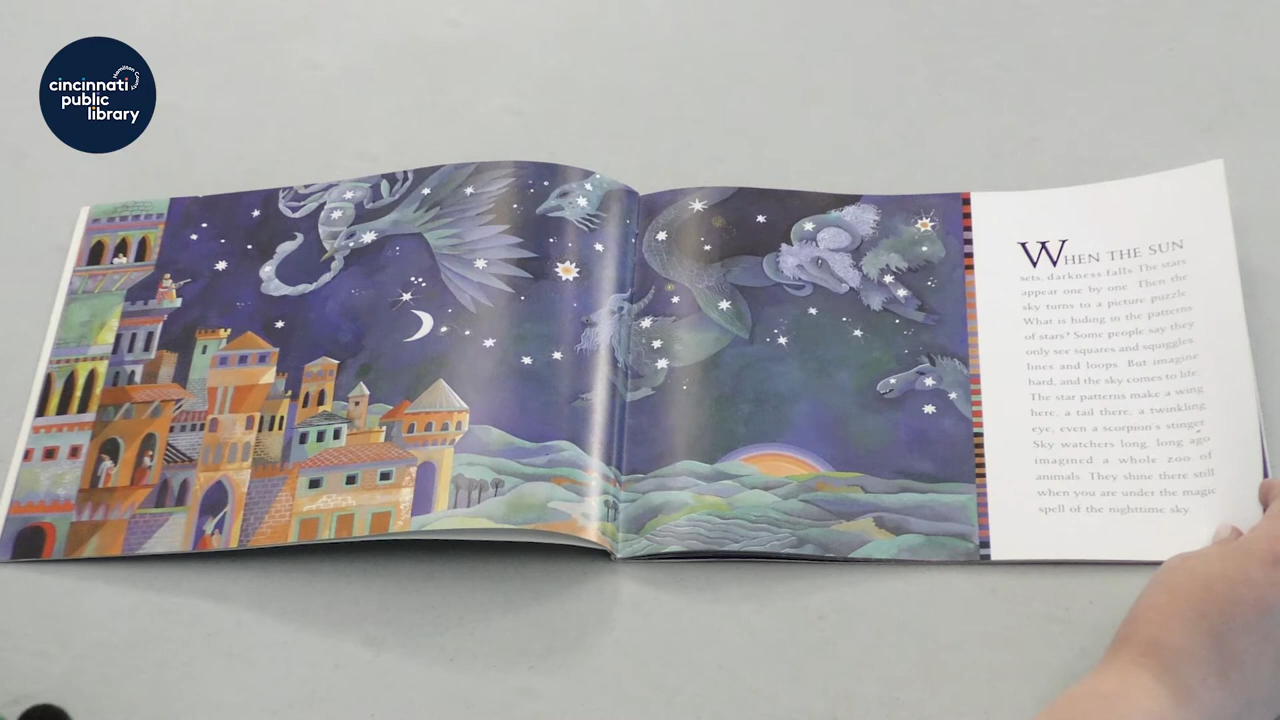 Hamilton County
cincinnati
public
library
WHEN THE SUN
sets, darkness falls. The stars
appear one by one. Then the
sky turns to a picture puzzle.
What is hiding in the patterns
of stars? Some people say they
only see squares and squiggles,
lines and loops. But imagine
hard, and the sky comes to life.
The star patterns make a wing
here, a tail there, a twinkling
eye, even a scorpion's stinger.
Sky watchers long, long ago
imagined a whole zoo of
animals. They shine there still
when you are under the magic
spell of the nighttime sky.